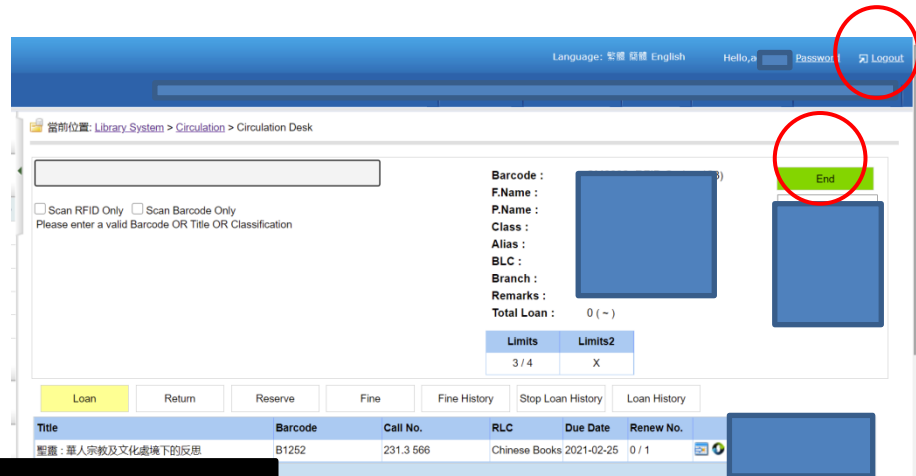 Language: 繁體 簡體 English Hello,a Password Logout
當前位置: Library System > Circulation > Circulation Desk
Scan RFID Only Scan Barcode Only
Please enter a valid Barcode OR Title OR Classification
Barcode :
F.Name :
P.Name :
Class :
Alias :
BLC :
Branch :
Remarks :
Total Loan : 0 ( ~ )
Limits Limits2
3 / 4 X
End
Loan Return Reserve Fine Fine History Stop Loan History Loan History
Title Barcode Call No. RLC Due Date Renew No.
聖靈 : 華人宗教及文化處境下的反思 B1252 231.3 566 Chinese Books 2021-02-25 0 / 1